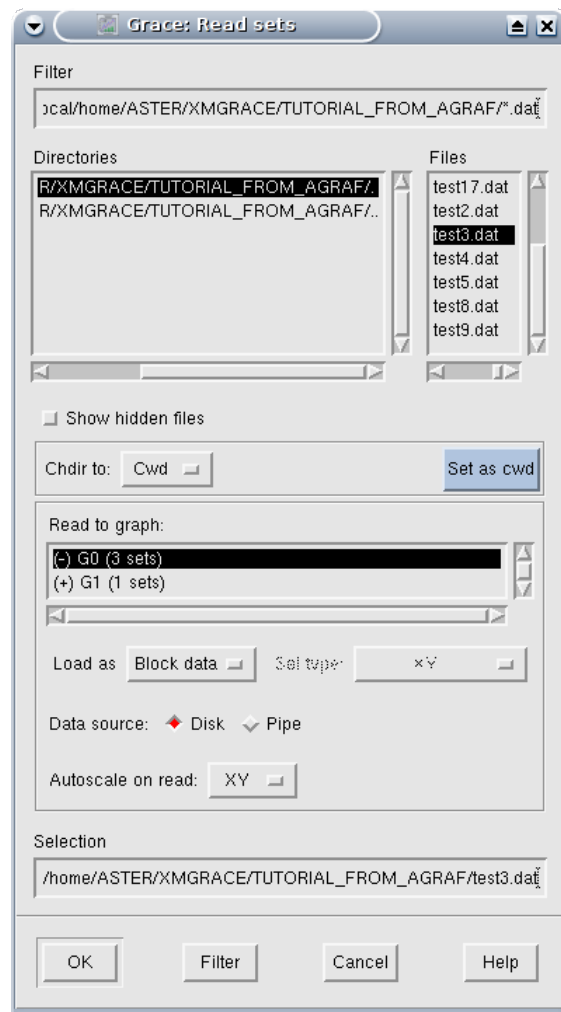 Grace: Read sets
Filter
ocal/home/ASTER/XMGRACE/TUTORIAL_FROM_AGRAF/*.dat
Directories
Files
R/XMGRACE/TUTORIAL_FROM_AGRAF/.
R/XMGRACE/TUTORIAL_FROM_AGRAF/..
test17.dat
test2.dat
test3.dat
test4.dat
test5.dat
test8.dat
test9.dat
Show hidden files
Chdir to: Cwd Set as cwd
Read to graph:
(-) G0 (3 sets)
(+) G1 (1 sets)
Load as Block data Set type: XY
Data source: Disk Pipe
Autoscale on read: XY
Selection
/home/ASTER/XMGRACE/TUTORIAL_FROM_AGRAF/test3.dat
OK Filter Cancel Help